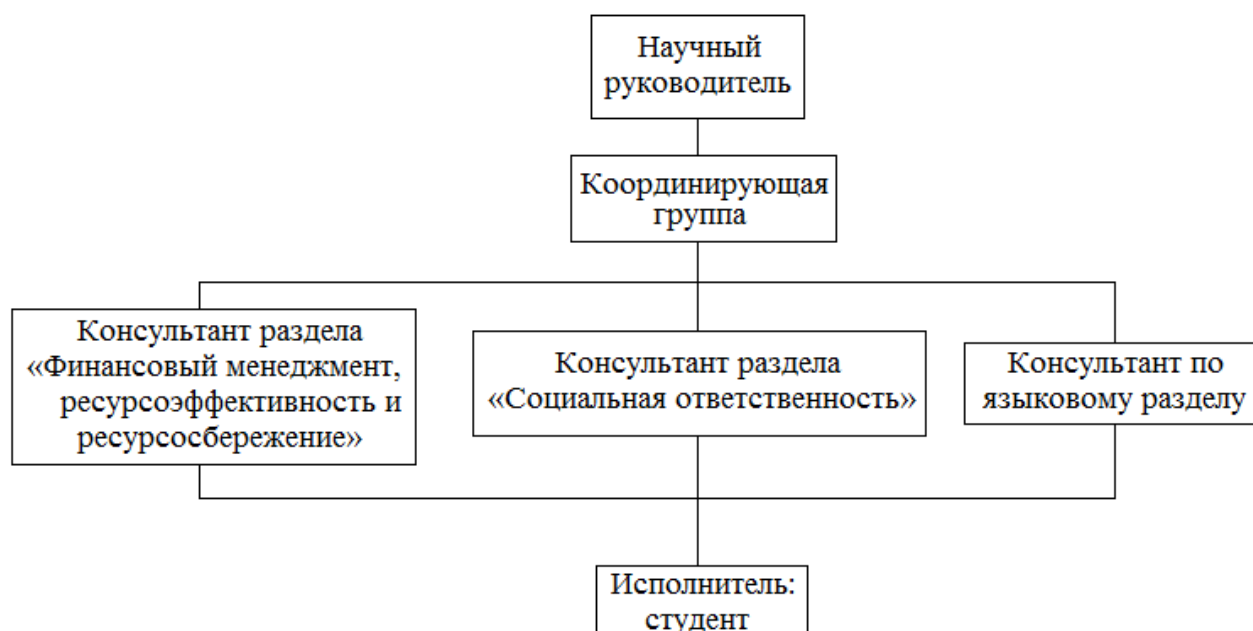 Научный
руководитель
Координирующая
группа
Консультант раздела
«Финансовый менеджмент,
ресурсоэффективность и
ресурсосбережение»
Консультант раздела
«Социальная ответственность»
Консультант по
языковому разделу
Исполнитель:
студент